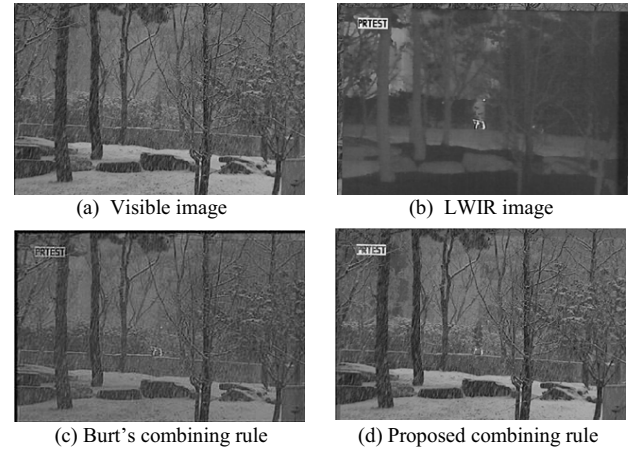 PRTEST
(a) Visible image
(b) LWIR image
PRTEST
PRTEST
(c) Burt's combining rule
(d) Proposed combining rule